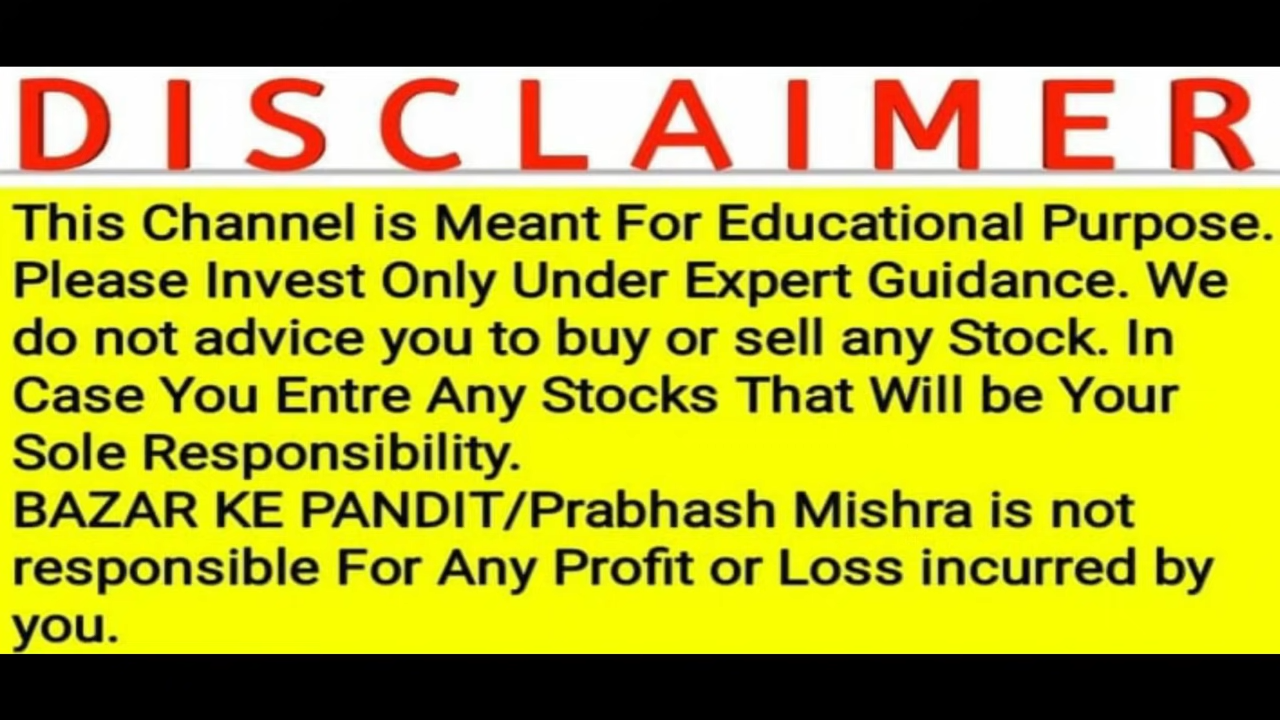 DISCLAIMER
This Channel is Meant For Educational Purpose.
Please Invest Only Under Expert Guidance. We
do not advice you to buy or sell any Stock. In
Case You Entre Any Stocks That Will be Your
Sole Responsibility.
BAZAR KE PANDIT/Prabhash Mishra is not
responsible For Any Profit or Loss incurred by
you.